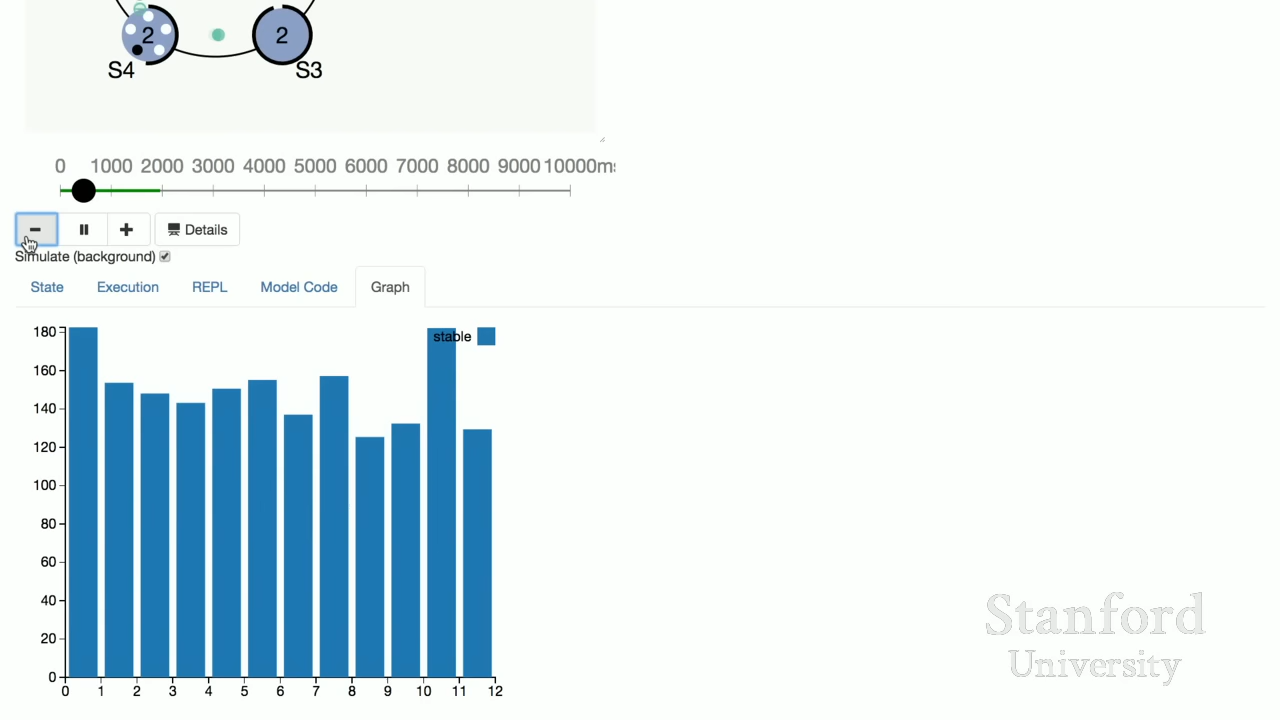 2 2
S4 S3
0 1000 2000 3000 4000 5000 6000 7000 8000 9000 10000ms
Details
Simulate (background)
State Execution REPL Model Code Graph
stable
180
160
140
120
100
80
60
40
20
0
0 1 2 3 4 5 6 7 8 9 10 11 12
Stanford
University